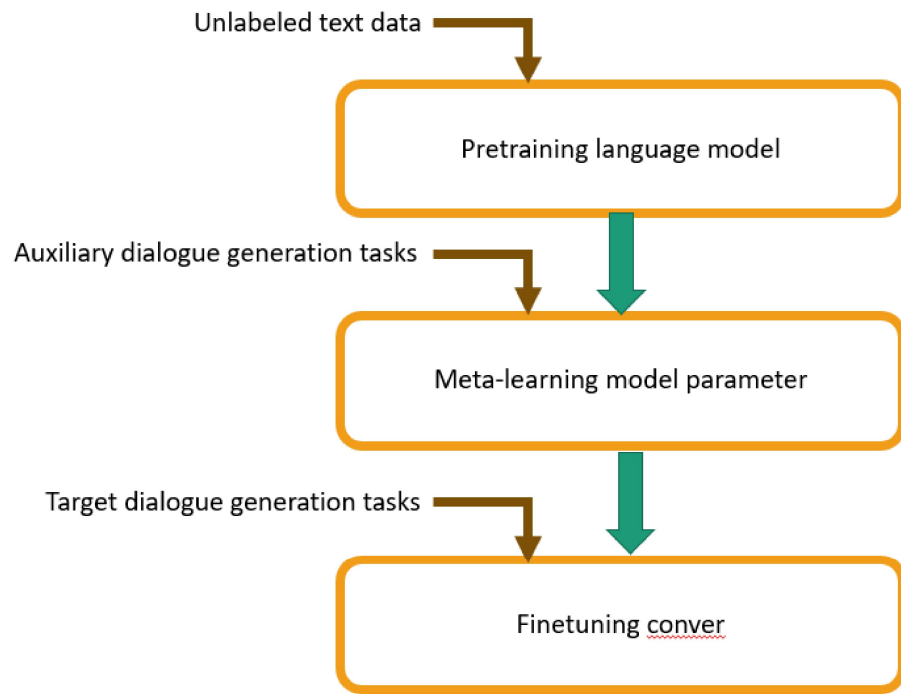 Unlabeled text data
Pretraining language model
Auxiliary dialogue generation tasks
Meta-learning model parameter
Target dialogue generation tasks
Finetuning conver